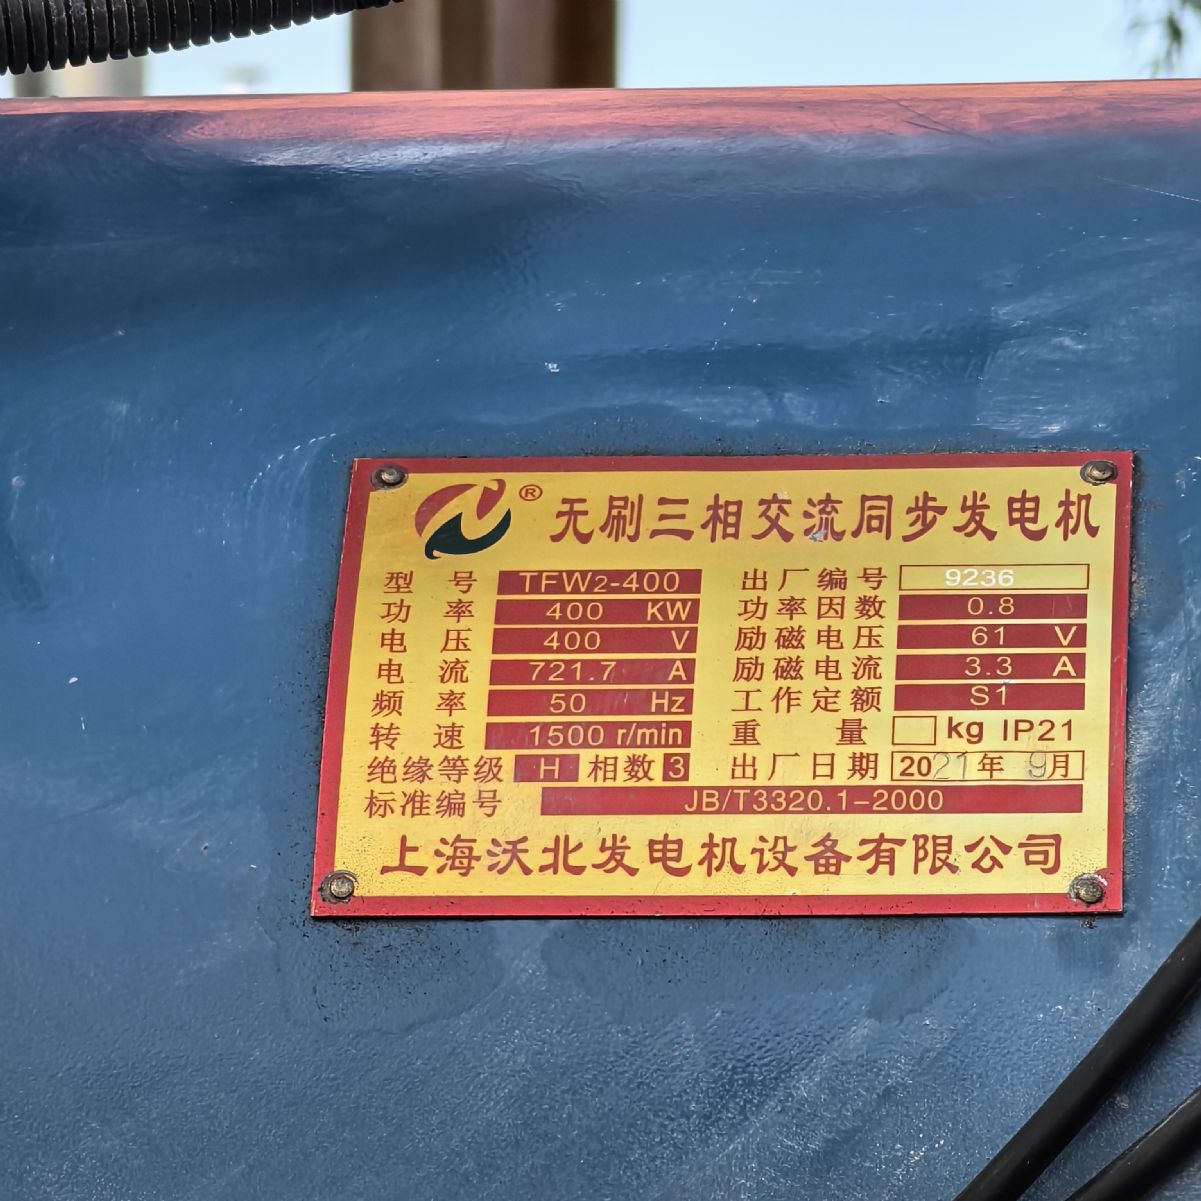 ® 无刷三相交流同步发电机
型号 TFW2-400 出厂编号 9236
功率 400 KW 功率因数 0.8
电压 400 V 励磁电压 61 V
电流 721.7 A 励磁电流 3.3 A
频率 50 Hz 工作定额 S1
转速 1500 r/min 重量 kg IP21
绝缘等级 H 相数 3 出厂日期 2021年 9月
标准编号 JB/T3320.1-2000
上海沃北发电机设备有限公司